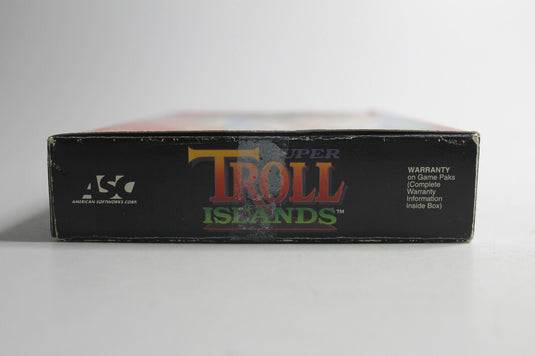 ASC
AMERICAN SOFTWORKS CORP.
SUPER
TROLL
ISLANDS™
WARRANTY
on Game Paks
(Complete
Warranty
Information
Inside Box)